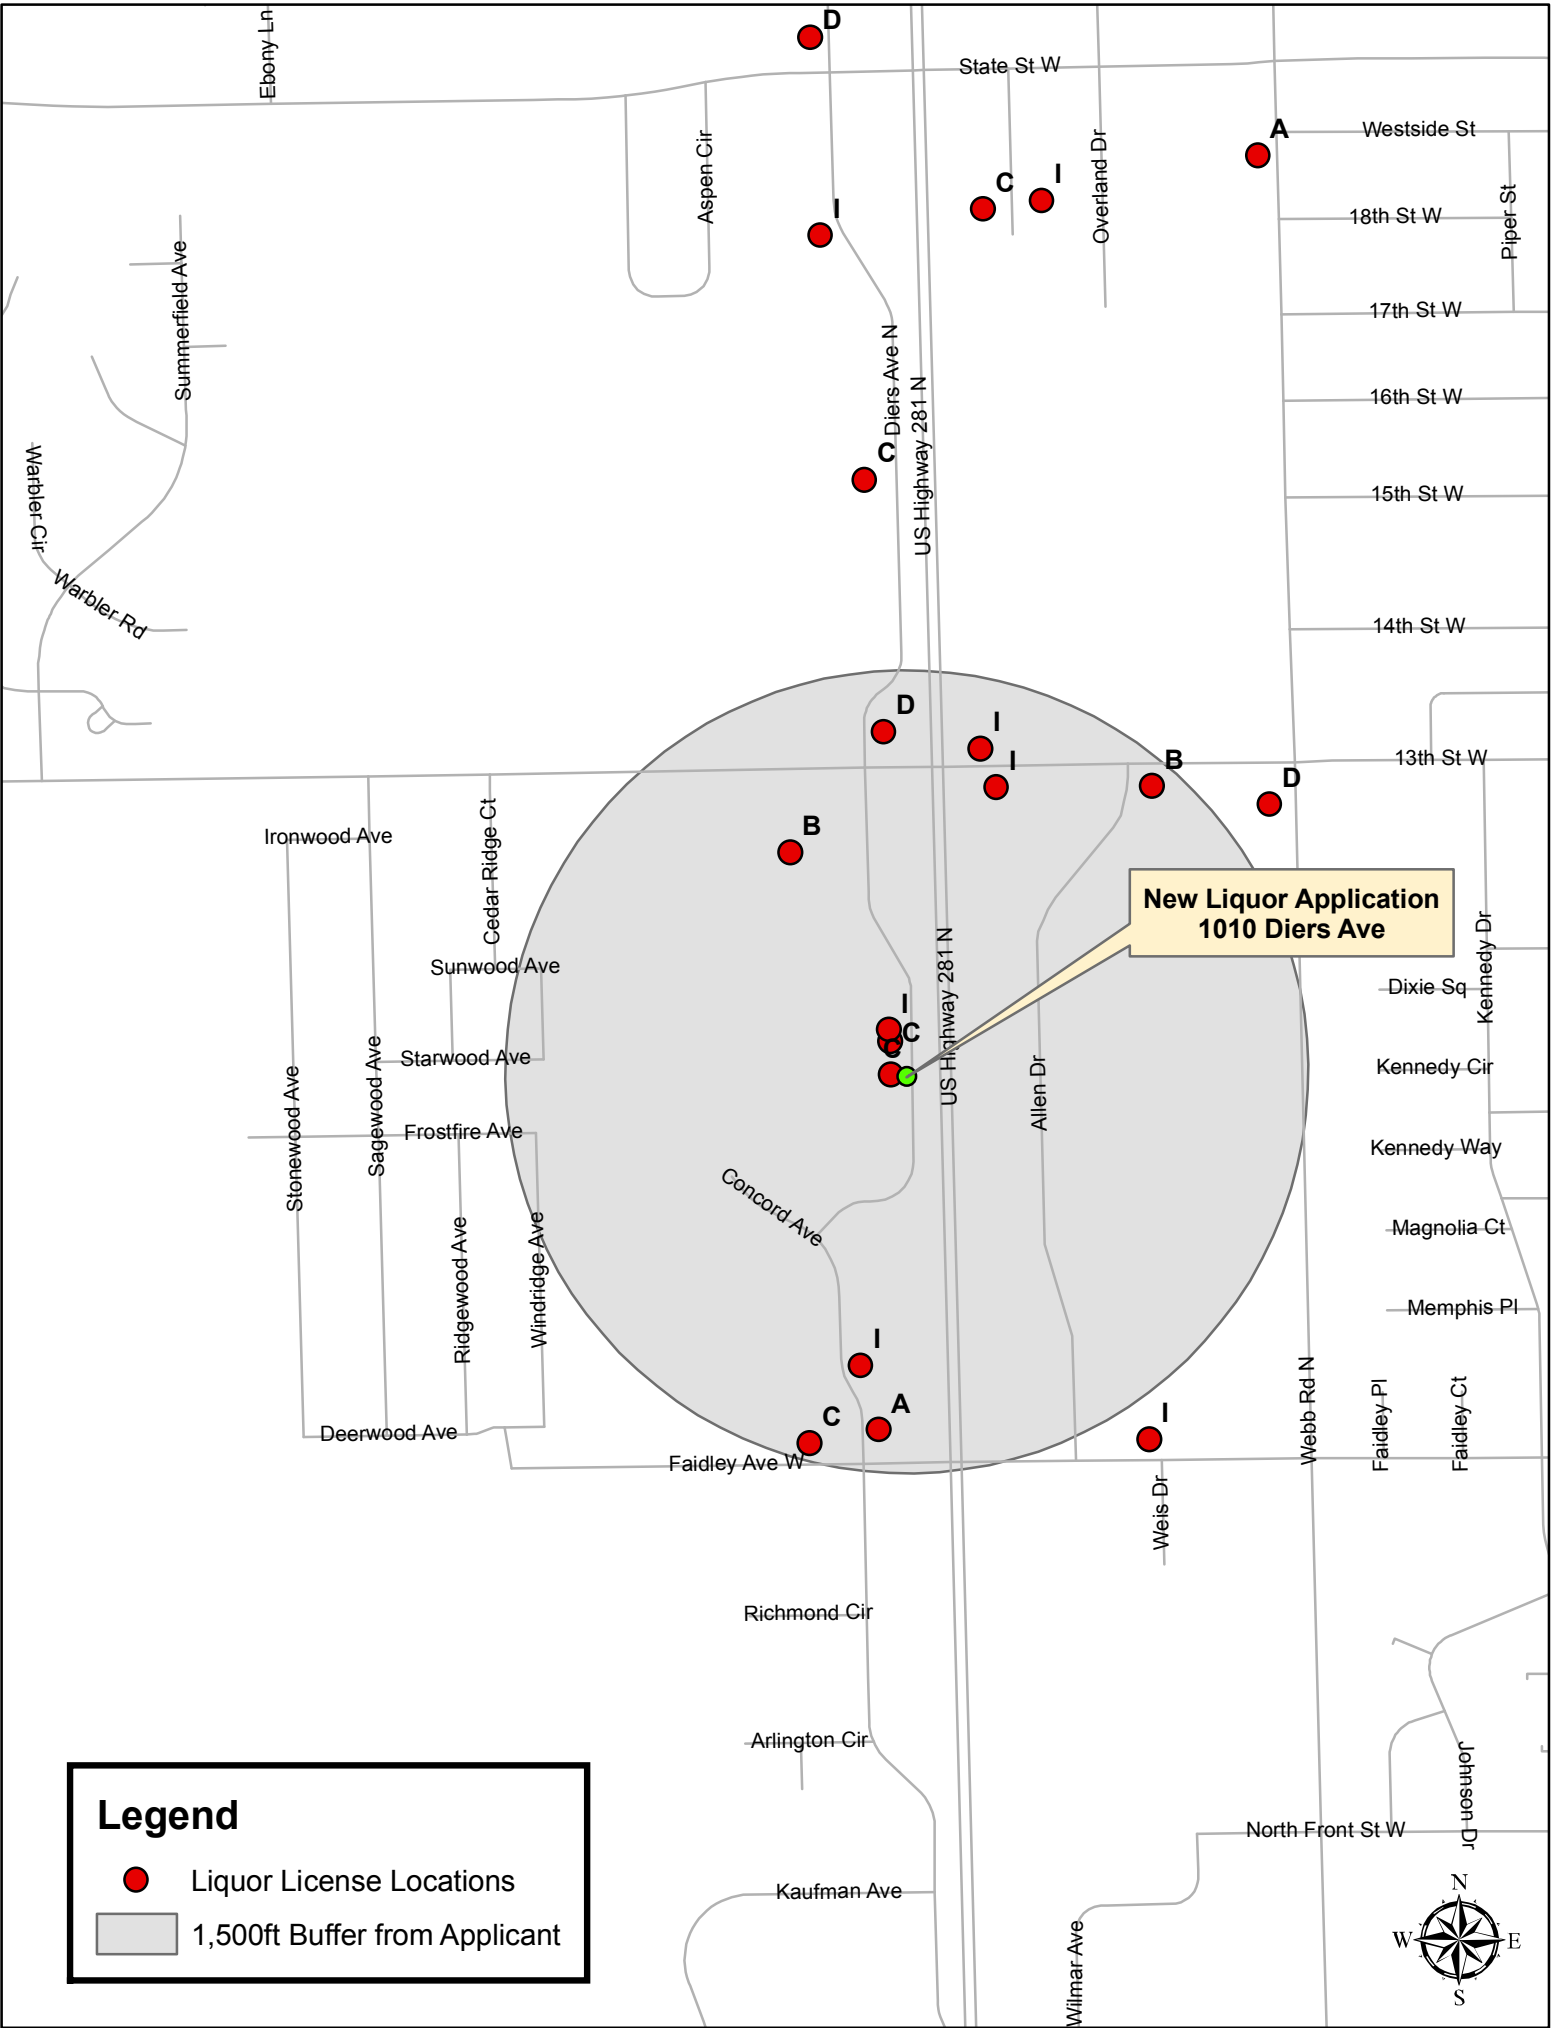 D
Ebony Ln
State St W
A
Westside St
Aspen Cir
Overland Dr
C
I
Piper St
18th St W
I
Summerfield Ave
17th St W
Diers Ave N
US Highway 281 N
16th St W
C
Warbler Cir
15th St W
Warbler Rd
14th St W
D
I
I
B
13th St W
D
B
Ironwood Ave
Cedar Ridge Ct
New Liquor Application
1010 Diers Ave
Kennedy Dr
Sunwood Ave
US Highway 281 N
Dixie Sq
I
C
C
Starwood Ave
Stonewood Ave
Sagewood Ave
Allen Dr
Kennedy Cir
Frostfire Ave
Kennedy Way
Concord Ave
Ridgewood Ave
Windridge Ave
Magnolia Ct
Memphis Pl
I
Webb Rd N
Faidley Pl
Faidley Ct
C
A
I
Deerwood Ave
Faidley Ave W
Weis Dr
Richmond Cir
Arlington Cir
Johnson Dr
Legend
North Front St W
Liquor License Locations
Kaufman Ave
1,500ft Buffer from Applicant
Wilmar Ave
N
W
E
S